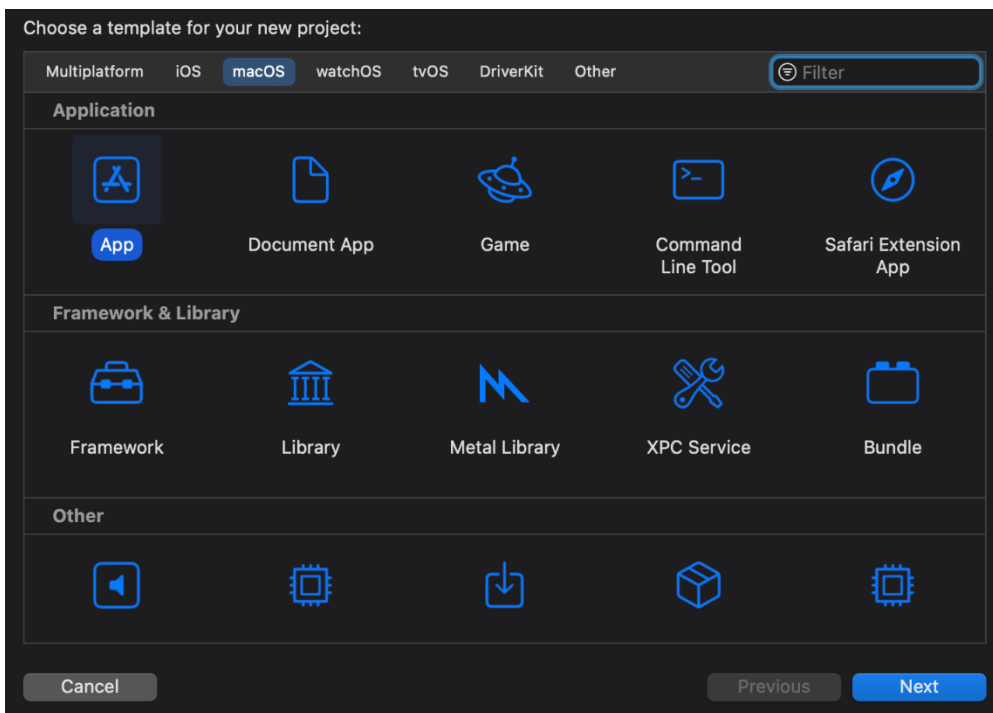 Choose a template for your new project:
Multiplatform iOS macOS watchOS tvOS DriverKit Other Filter
Application
App Document App Game Command Line Tool Safari Extension App
Framework & Library
Framework Library Metal Library XPC Service Bundle
Other
Cancel Previous Next